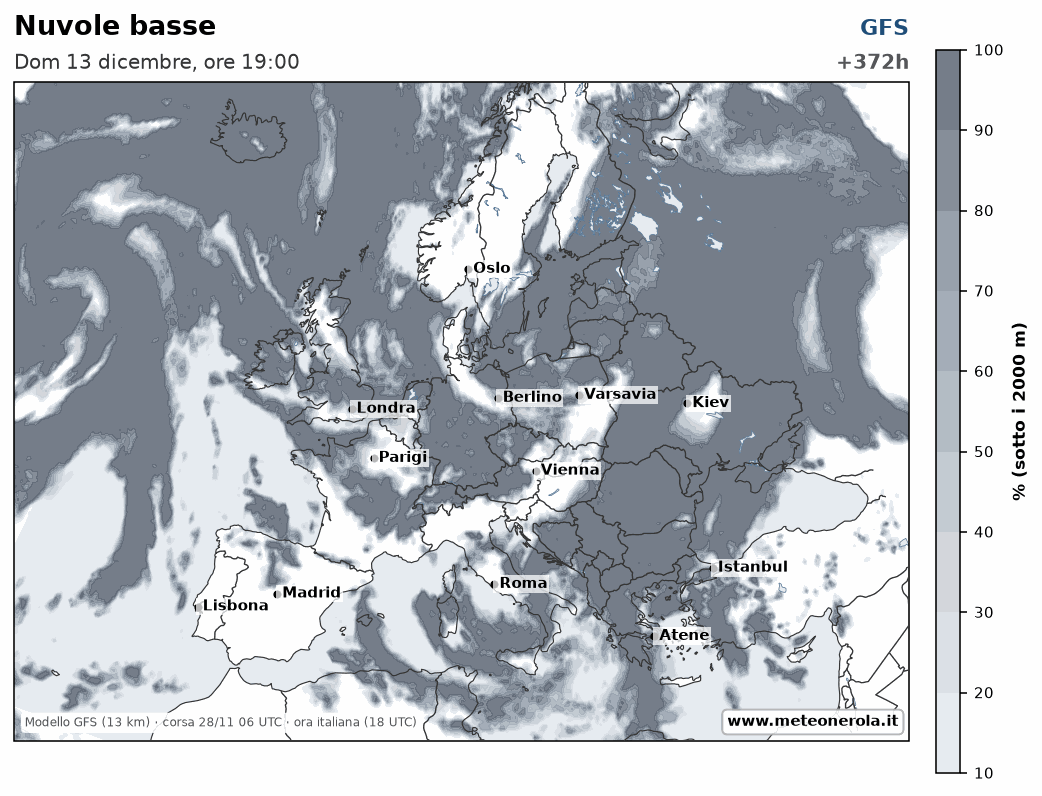 Nuvole basse
GFS
Dom 13 dicembre, ore 19:00
+372h
100
90
80
70
60
50
40
30
20
10
% (sotto i 2000 m)
Oslo
Londra
Berlino
Varsavia
Kiev
Parigi
Vienna
Istanbul
Roma
Madrid
Lisbona
Atene
Modello GFS (13 km) · corsa 28/11 06 UTC · ora italiana (18 UTC)
www.meteonerola.it